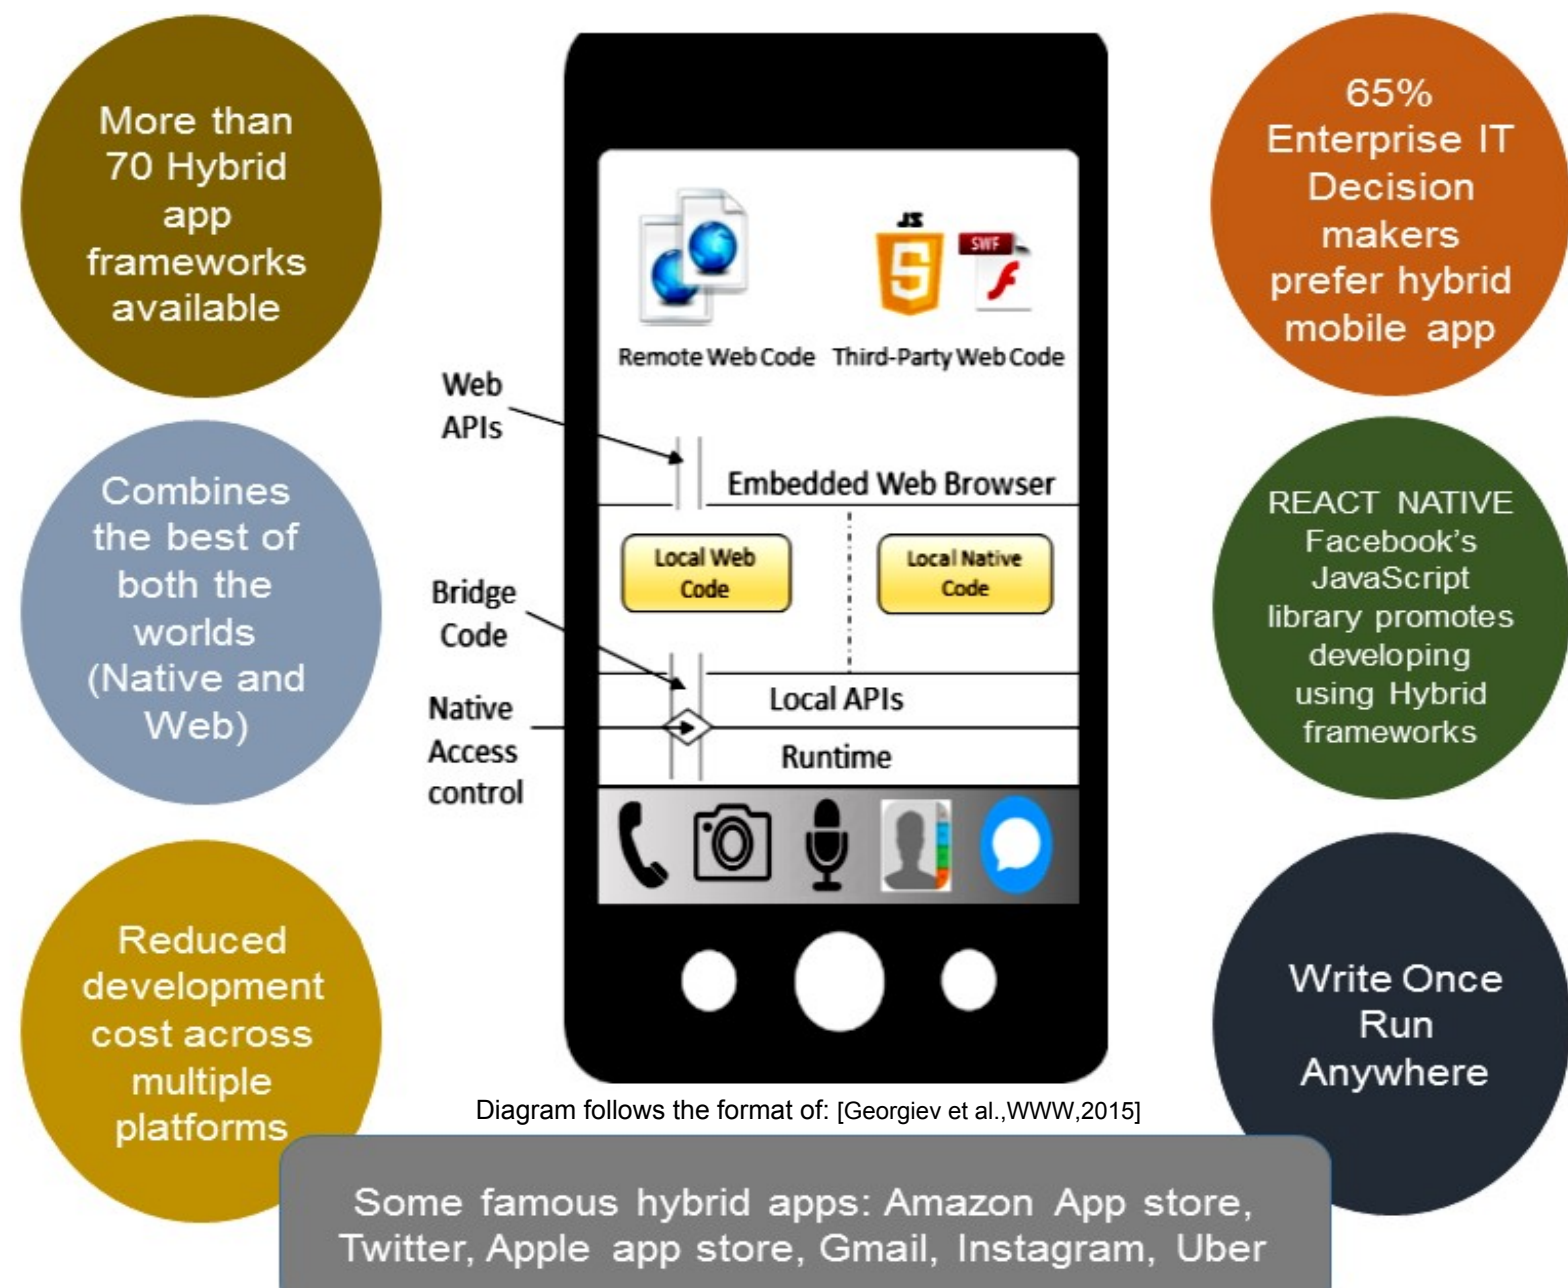 More than
70 Hybrid
app
frameworks
available
Combines
the best of
both the
worlds
(Native and
Web)
Reduced
development
cost across
multiple
platforms
JS
SWF
Remote Web Code
Third-Party Web Code
Web
APIs
Embedded Web Browser
Local Web
Code
Local Native
Code
Bridge
Code
Local APIs
Native
Access
control
Runtime
65%
Enterprise IT
Decision
makers
prefer hybrid
mobile app
REACT NATIVE
Facebook's
JavaScript
library promotes
developing
using Hybrid
frameworks
Write Once
Run
Anywhere
Diagram follows the format of: [Georgiev et al.,WWW,2015]
Some famous hybrid apps: Amazon App store,
Twitter, Apple app store, Gmail, Instagram, Uber